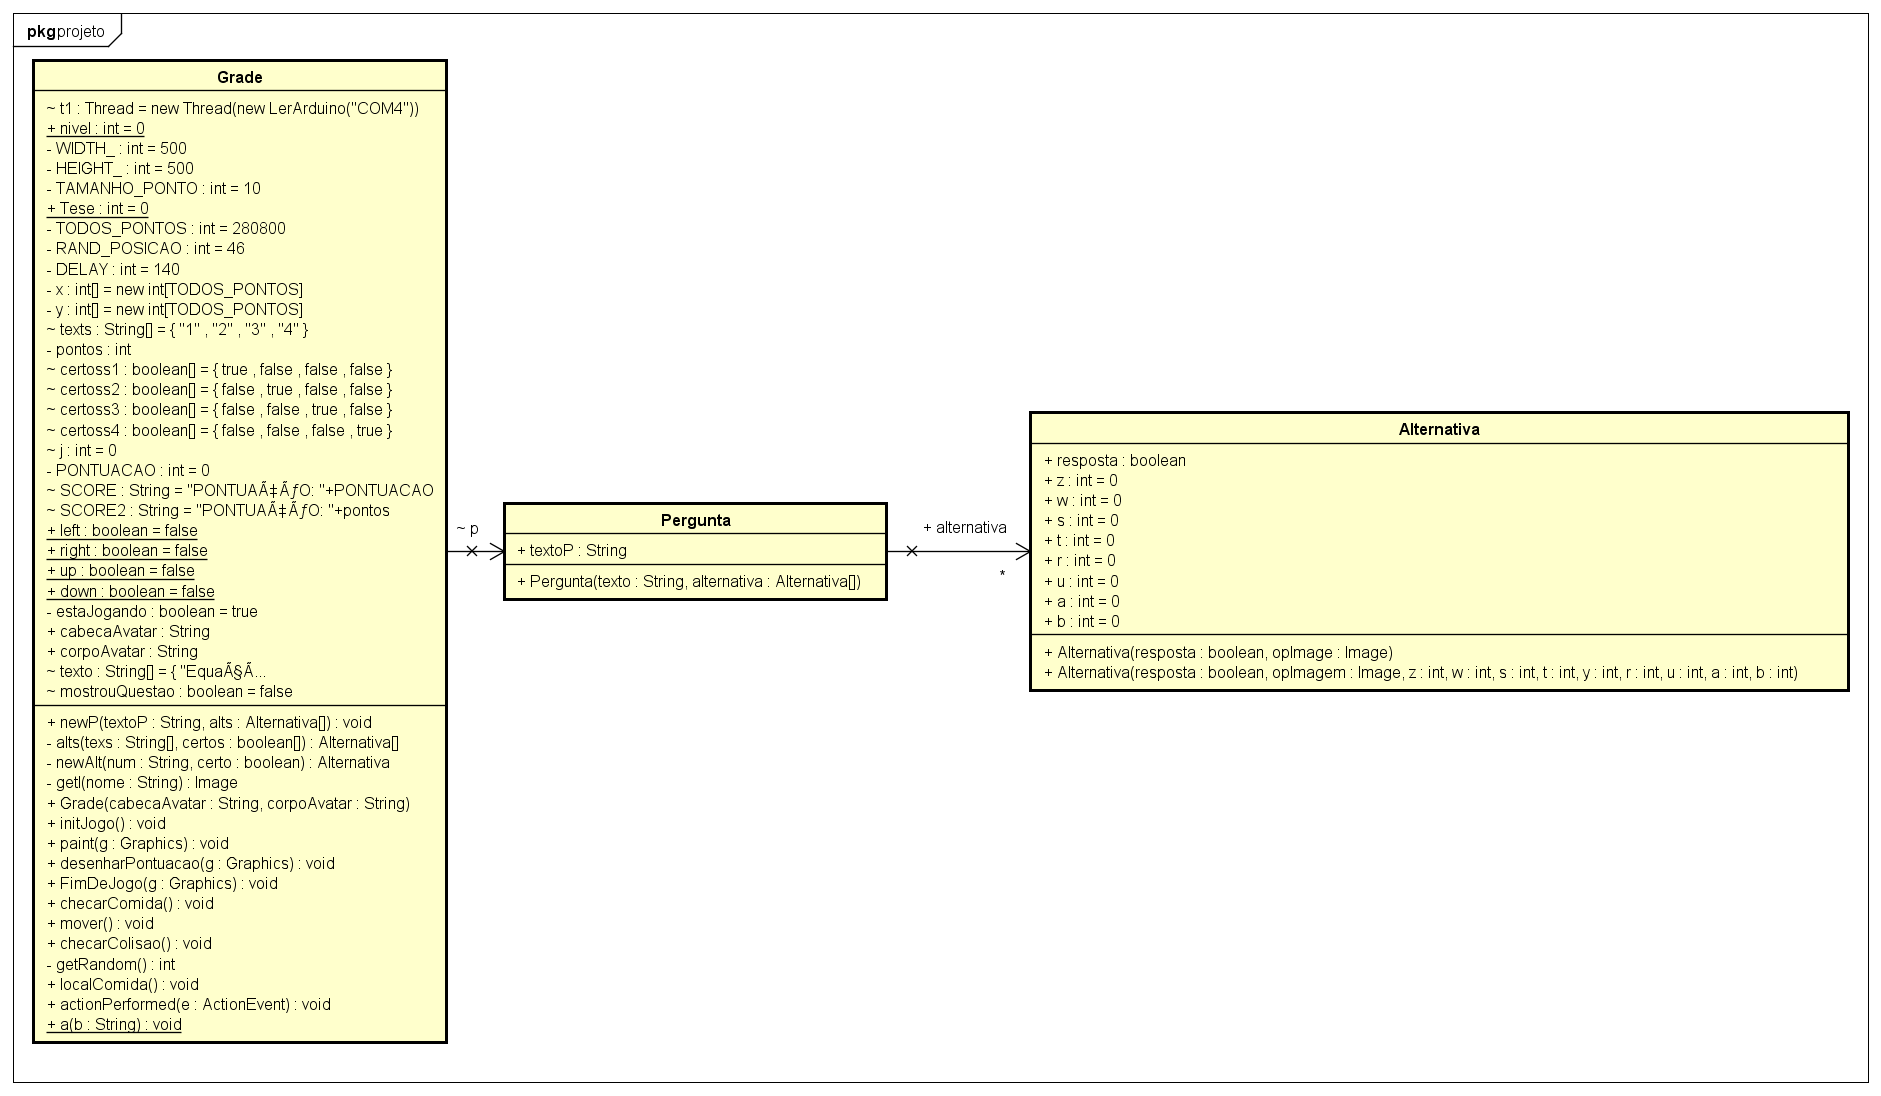 pkg projeto
Grade
~ t1 : Thread = new Thread(new LerArduino("COM4"))
+ nivel : int = 0
- WIDTH_ : int = 500
- HEIGHT_ : int = 500
- TAMANHO_PONTO : int = 10
+ Tese : int = 0
- TODOS_PONTOS : int = 280800
- RAND_POSICAO : int = 46
- DELAY : int = 140
- x : int[] = new int[TODOS_PONTOS]
- y : int[] = new int[TODOS_PONTOS]
~ texts : String[] = { "1" , "2" , "3" , "4" }
- pontos : int
~ certoss1 : boolean[] = { true , false , false , false }
~ certoss2 : boolean[] = { false , true , false , false }
~ certoss3 : boolean[] = { false , false , true , false }
~ certoss4 : boolean[] = { false , false , false , true }
~ j : int = 0
- PONTUACAO : int = 0
~ SCORE : String = "PONTUAÃ‡ÃƒO: "+PONTUACAO
~ SCORE2 : String = "PONTUAÃ‡ÃƒO: "+pontos
+ left : boolean = false
+ right : boolean = false
+ up : boolean = false
+ down : boolean = false
- estaJogando : boolean = true
+ cabecaAvatar : String
+ corpoAvatar : String
~ texto : String[] = { "EquaÃ§Ã...
~ mostrouQuestao : boolean = false
+ newP(textoP : String, alts : Alternativa[]) : void
- alts(texs : String[], certos : boolean[]) : Alternativa[]
- newAlt(num : String, certo : boolean) : Alternativa
- getI(nome : String) : Image
+ Grade(cabecaAvatar : String, corpoAvatar : String)
+ initJogo() : void
+ paint(g : Graphics) : void
+ desenharPontuacao(g : Graphics) : void
+ FimDeJogo(g : Graphics) : void
+ checarComida() : void
+ mover() : void
+ checarColisao() : void
- getRandom() : int
+ localComida() : void
+ actionPerformed(e : ActionEvent) : void
+ a(b : String) : void
~ p
Pergunta
+ textoP : String
+ Pergunta(texto : String, alternativa : Alternativa[])
+ alternativa
*
Alternativa
+ resposta : boolean
+ z : int = 0
+ w : int = 0
+ s : int = 0
+ t : int = 0
+ r : int = 0
+ u : int = 0
+ a : int = 0
+ b : int = 0
+ Alternativa(resposta : boolean, opImage : Image)
+ Alternativa(resposta : boolean, opImagem : Image, z : int, w : int, s : int, t : int, y : int, r : int, u : int, a : int, b : int)